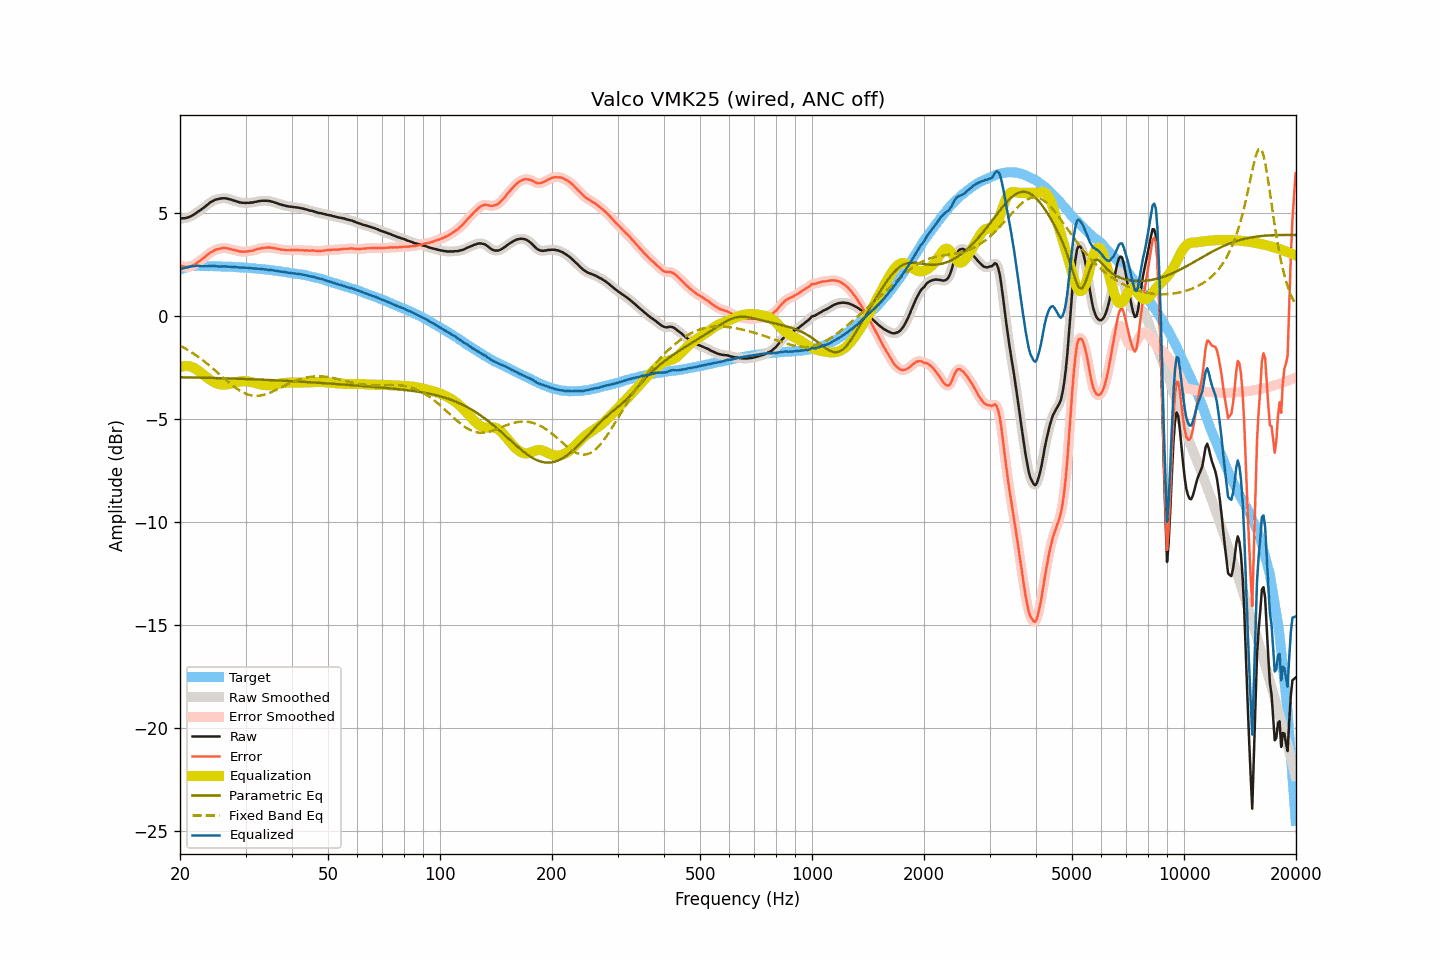 Valco VMK25 (wired, ANC off)
Amplitude (dBr)
5
0
−5
−10
−15
−20
−25
Target
Raw Smoothed
Error Smoothed
Raw
Error
Equalization
Parametric Eq
Fixed Band Eq
Equalized
20 50 100 200 500 1000 2000 5000 10000 20000
Frequency (Hz)